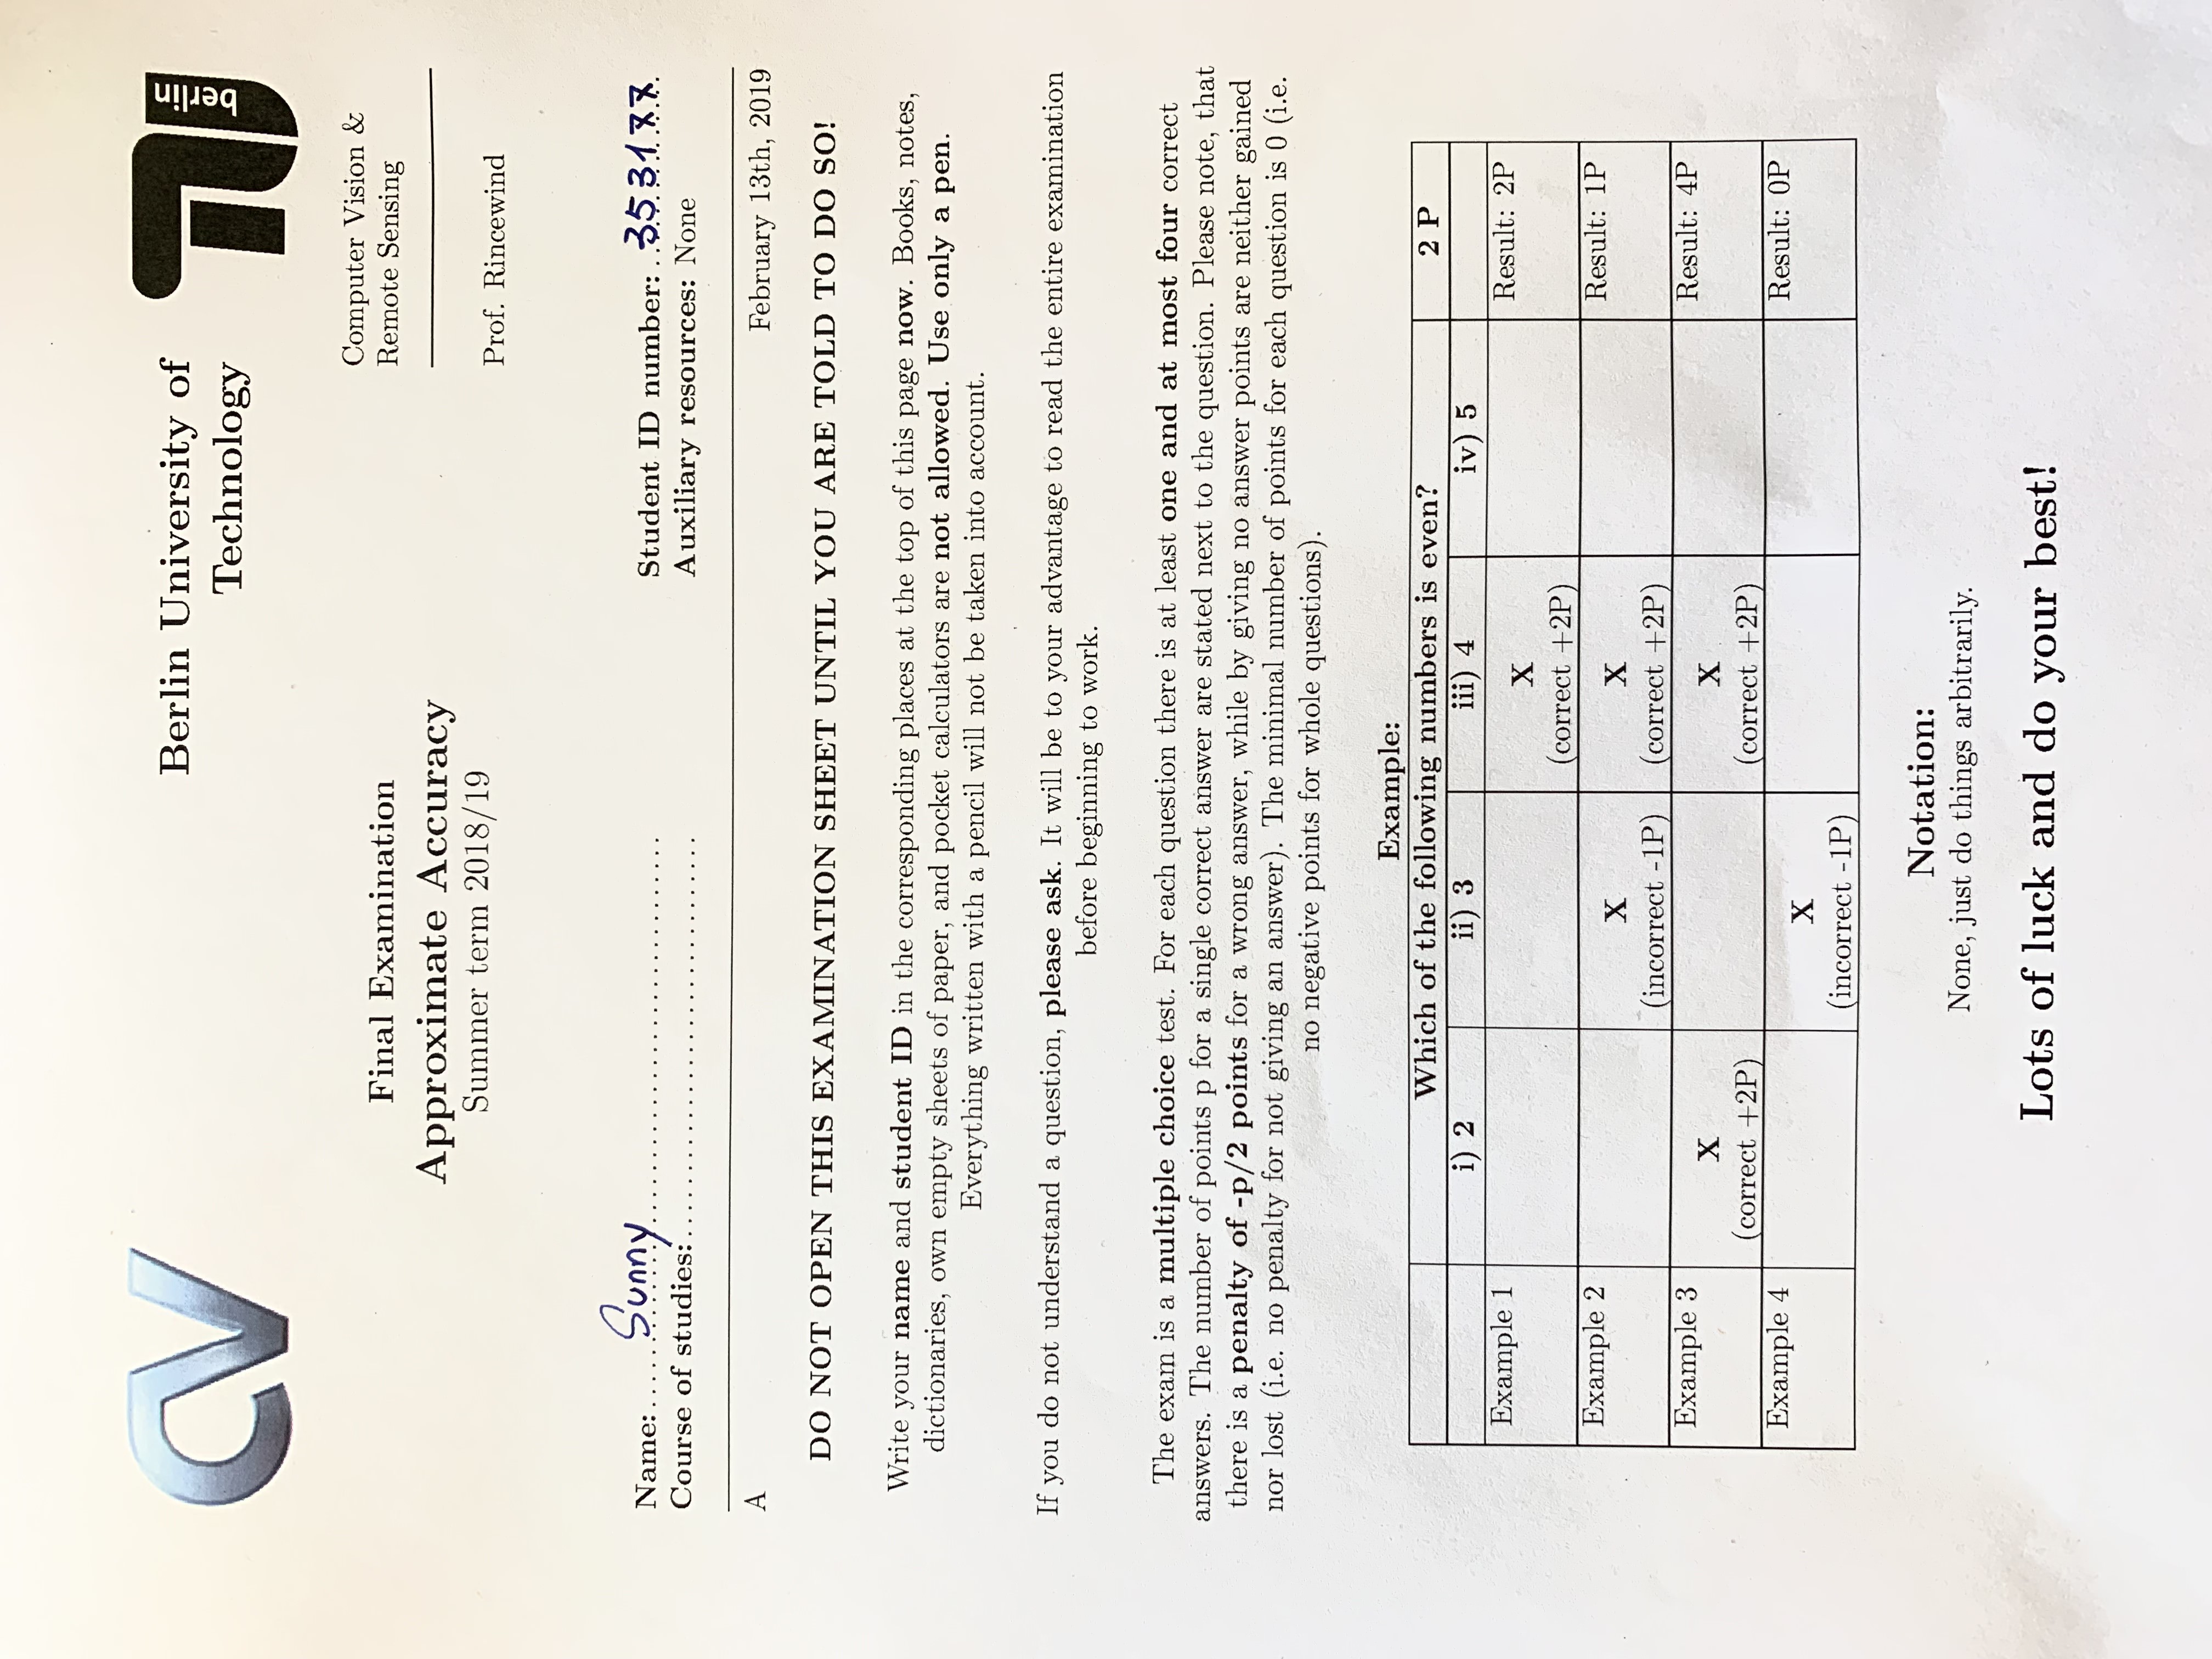 CV
Berlin University of
Technology
berlin
Computer Vision &
Remote Sensing
Final Examination
Approximate Accuracy
Summer term 2018/19
Prof. Rincewind
Name:......Sunny..............................
Student ID number: ..353177.
Course of studies:..............................
Auxiliary resources: None
A
February 13th, 2019
DO NOT OPEN THIS EXAMINATION SHEET UNTIL YOU ARE TOLD TO DO SO!
Write your name and student ID in the corresponding places at the top of this page now. Books, notes,
dictionaries, own empty sheets of paper, and pocket calculators are not allowed. Use only a pen.
Everything written with a pencil will not be taken into account.
If you do not understand a question, please ask. It will be to your advantage to read the entire examination
before beginning to work.
The exam is a multiple choice test. For each question there is at least one and at most four correct
answers. The number of points p for a single correct answer are stated next to the question. Please note, that
there is a penalty of -p/2 points for a wrong answer, while by giving no answer points are neither gained
nor lost (i.e. no penalty for not giving an answer). The minimal number of points for each question is 0 (i.e.
no negative points for whole questions).
Example:
Which of the following numbers is even? 2 P
i) 2 ii) 3 iii) 4 iv) 5
Example 1 Result: 2P
X
(correct +2P)
Example 2 Result: 1P
X X
(incorrect -1P) (correct +2P)
Example 3 Result: 4P
X X
(correct +2P) (correct +2P)
Example 4 Result: 0P
X
(incorrect -1P)
Notation:
None, just do things arbitrarily.
Lots of luck and do your best!